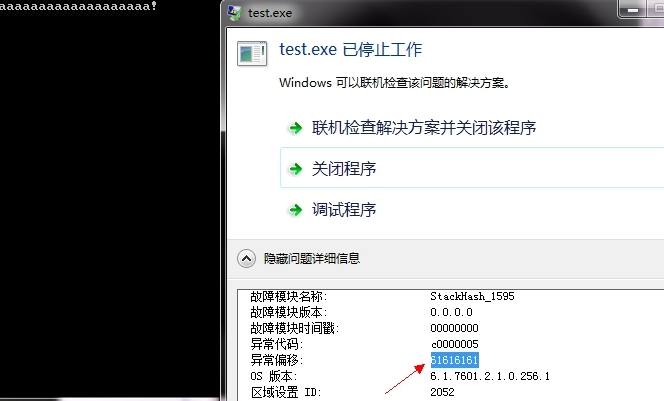 aaaaaaaaaaaaaaaaaaaa!
test.exe
test.exe 已停止工作
Windows 可以联机检查该问题的解决方案。
联机检查解决方案并关闭该程序
关闭程序
调试程序
隐藏问题详细信息
故障模块名称: StackHash_1595
故障模块版本: 0.0.0.0
故障模块时间戳: 00000000
异常代码: c0000005
异常偏移: 61616161
OS 版本: 6.1.7601.2.1.0.256.1
区域设置 ID: 2052